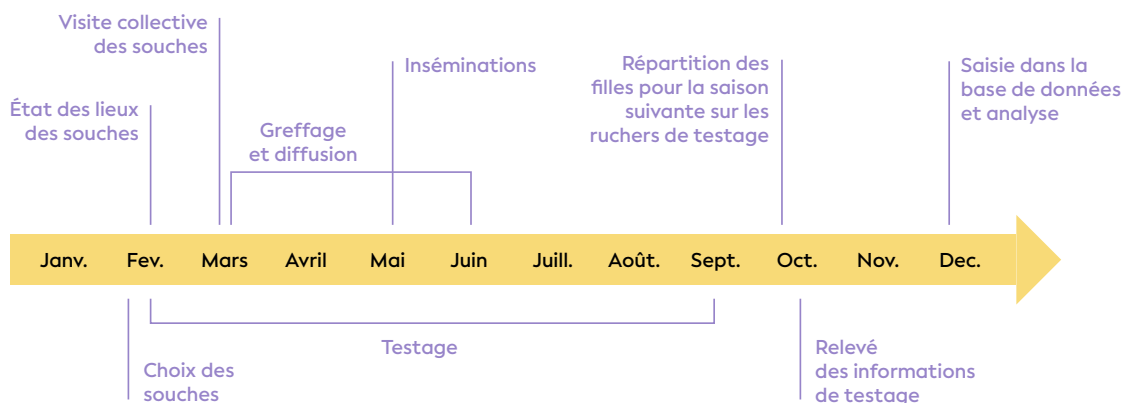 Visite collective
des souches
État des lieux
des souches
Greffage
et diffusion
Inséminations
Répartition des
filles pour la saison
suivante sur les
ruchers de testage
Saisie dans la
base de données
et analyse
Janv. Fev. Mars Avril Mai Juin Juill. Août. Sept. Oct. Nov. Dec.
Choix des
souches
Testage
Relevé
des informations
de testage